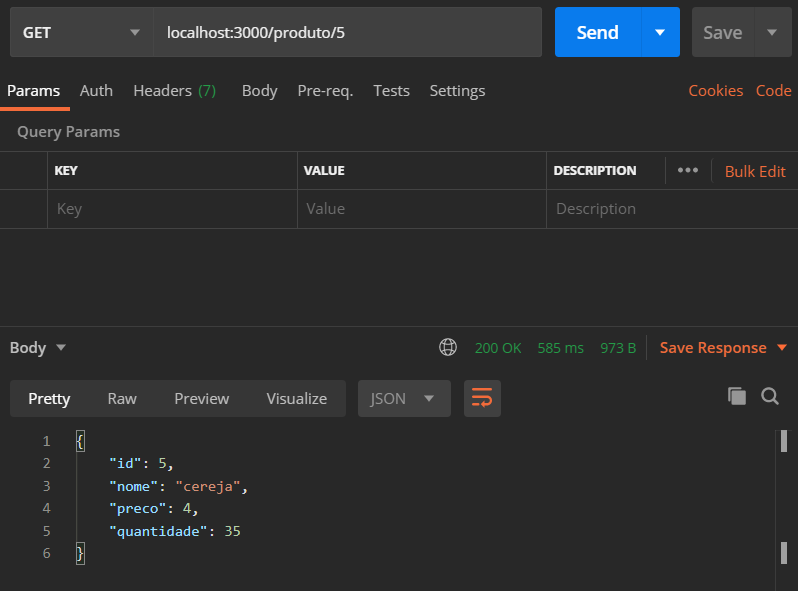 GET localhost:3000/produto/5 Send Save
Params Auth Headers (7) Body Pre-req. Tests Settings Cookies Code
Query Params
KEY VALUE DESCRIPTION ••• Bulk Edit
Key Value Description
Body 200 OK 585 ms 973 B Save Response
Pretty Raw Preview Visualize JSON
1 {
2 "id": 5,
3 "nome": "cereja",
4 "preco": 4,
5 "quantidade": 35
6 }